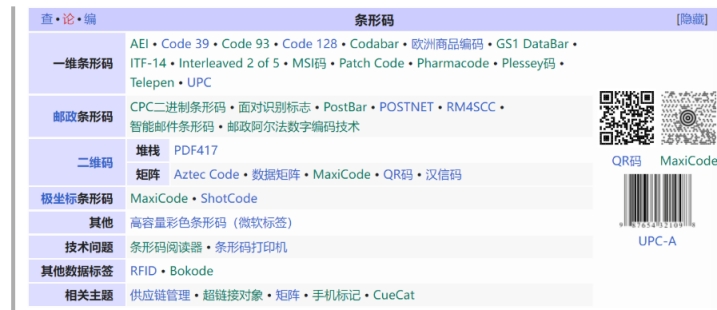 查•论•编 条形码 [隐藏]
一维条形码 AEI • Code 39 • Code 93 • Code 128 • Codabar • 欧洲商品编码 • GS1 DataBar •
ITF-14 • Interleaved 2 of 5 • MSI码 • Patch Code • Pharmacode • Plessey码 •
Telepen • UPC
邮政条形码 CPC二进制条形码 • 面对识别标志 • PostBar • POSTNET • RM4SCC •
智能邮件条形码 • 邮政阿尔法数字编码技术
二维码 堆栈 PDF417
矩阵 Aztec Code • 数据矩阵 • MaxiCode • QR码 • 汉信码
极坐标条形码 MaxiCode • ShotCode
其他 高容量彩色条形码（微软标签）
技术问题 条形码阅读器 • 条形码打印机
其他数据标签 RFID • Bokode
相关主题 供应链管理 • 超链接对象 • 矩阵 • 手机标记 • CueCat
QR码 MaxiCode
9 87654 32109 8
UPC-A